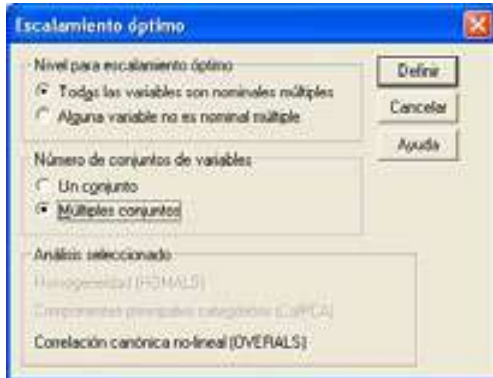 Escalamiento óptimo
Nivel para escalamiento óptimo
Todas las variables son nominales múltiples
Alguna variable no es nominal múltiple
Definir
Cancelar
Ayuda
Número de conjuntos de variables
Un conjunto
Múltiples conjuntos
Análisis seleccionado
Homogeneidad (HOMALS)
Componentes principales categóricas (CatPCA)
Correlación canónica no-lineal (OVERALS)